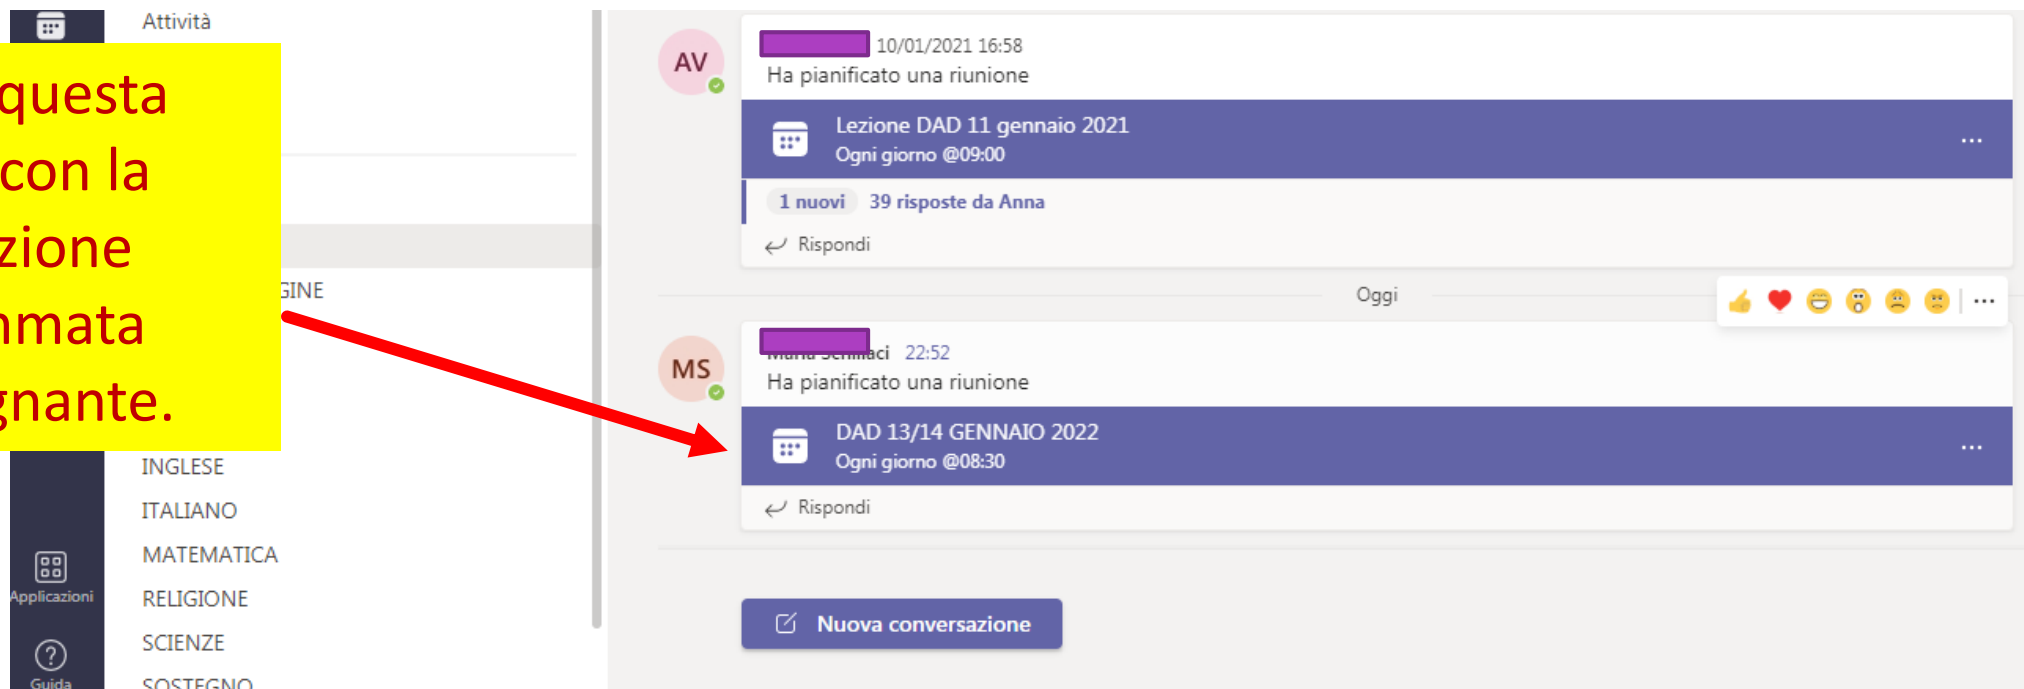 Attività
questa
con la
zione
mata
gnante.
GINE
INGLESE
ITALIANO
MATEMATICA
RELIGIONE
SCIENZE
SOSTEGNO
Applicazioni
Guida
AV
10/01/2021 16:58
Ha pianificato una riunione
Lezione DAD 11 gennaio 2021
Ogni giorno @09:00
1 nuovi 39 risposte da Anna
Rispondi
Oggi
MS
22:52
Ha pianificato una riunione
DAD 13/14 GENNAIO 2022
Ogni giorno @08:30
Rispondi
Nuova conversazione